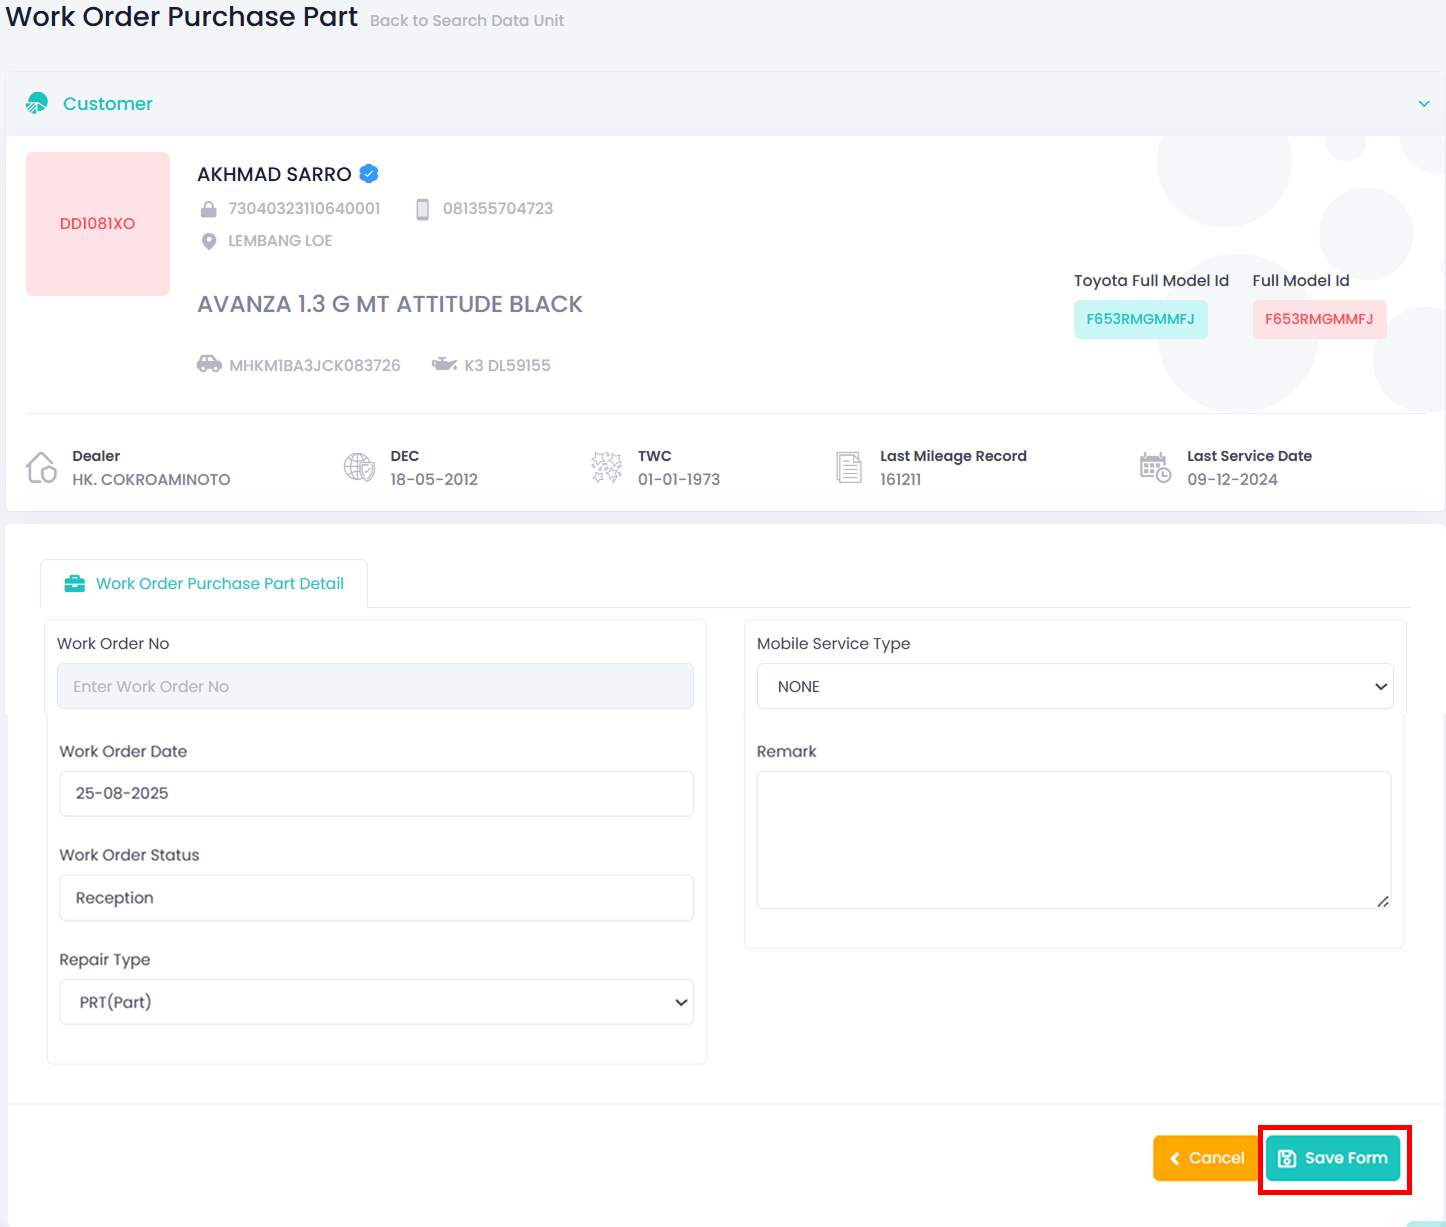 Work Order Purchase Part Back to Search Data Unit
Customer
DD1081XO
AKHMAD SARRO
73040323110640001 081355704723
LEMBANG LOE
AVANZA 1.3 G MT ATTITUDE BLACK
Toyota Full Model Id Full Model Id
F653RMGMMFJ F653RMGMMFJ
MHKM1BA3JCK083726 K3 DL59155
Dealer DEC TWC Last Mileage Record Last Service Date
HK. COKROAMINOTO 18-05-2012 01-01-1973 161211 09-12-2024
Work Order Purchase Part Detail
Work Order No
Enter Work Order No
Work Order Date
25-08-2025
Work Order Status
Reception
Repair Type
PRT(Part)
Mobile Service Type
NONE
Remark
Cancel Save Form